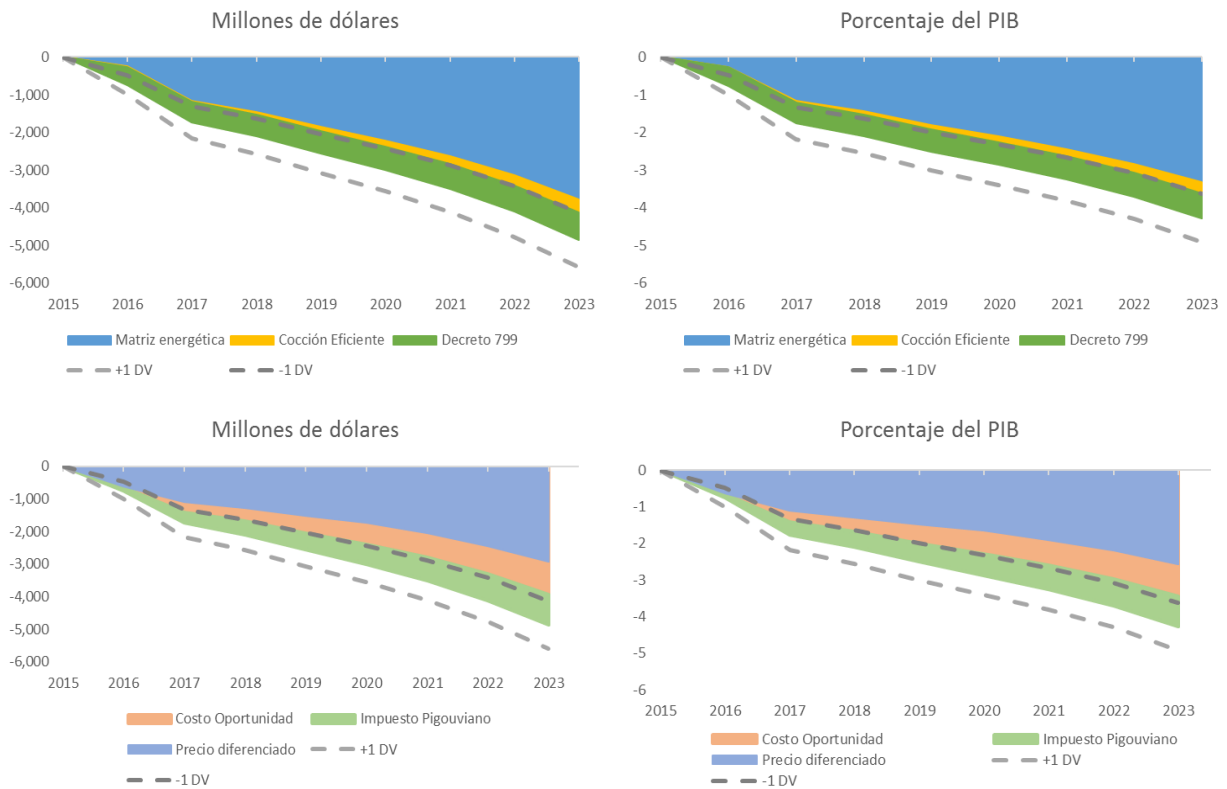 Millones de dólares
0
-1,000
-2,000
-3,000
-4,000
-5,000
-6,000
2015 2016 2017 2018 2019 2020 2021 2022 2023
Matriz energética Cocción Eficiente Decreto 799
+1 DV -1 DV
Porcentaje del PIB
0
-1
-2
-3
-4
-5
-6
2015 2016 2017 2018 2019 2020 2021 2022 2023
Matriz energética Cocción Eficiente Decreto 799
+1 DV -1 DV
Millones de dólares
0
-1,000
-2,000
-3,000
-4,000
-5,000
-6,000
2015 2016 2017 2018 2019 2020 2021 2022 2023
Costo Oportunidad Impuesto Pigouviano
Precio diferenciado +1 DV
-1 DV
Porcentaje del PIB
0
-1
-2
-3
-4
-5
-6
2015 2016 2017 2018 2019 2020 2021 2022 2023
Costo Oportunidad Impuesto Pigouviano
Precio diferenciado +1 DV
-1 DV